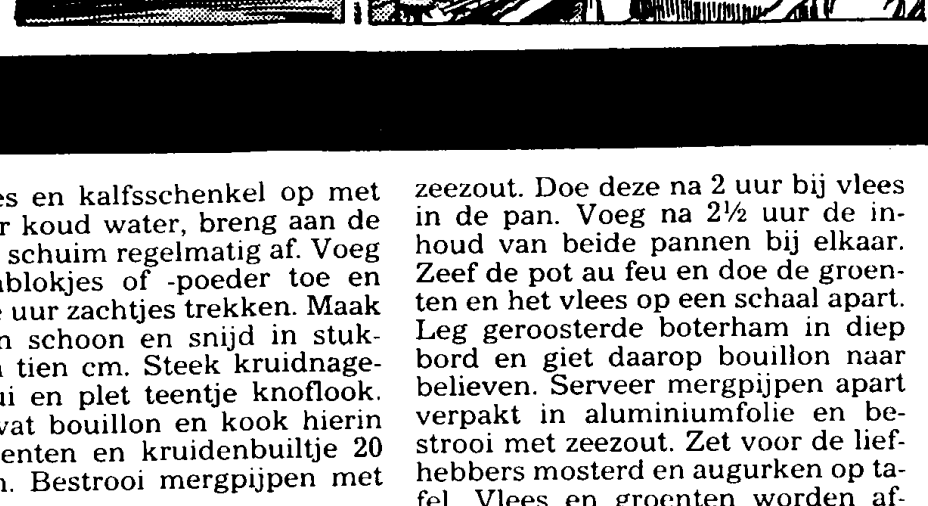 en kalfsschenkel op met
koud water, breng aan de
schuim regelmatig af. Voeg
of -poeder toe en
uur zachtjes trekken. Maak
schoon en snijd in stuk-
tien cm. Steek kruidnage-
en plet teentje knoflook.
bouillon en kook hierin
en kruidenbuiltje 20
Bestrooi mergpijpen met
zeezout. Doe deze na 2 uur bij vlees
in de pan. Voeg na 2½ uur de in-
houd van beide pannen bij elkaar.
Zeef de pot au feu en doe de groen-
ten en het vlees op een schaal apart.
Leg geroosterde boterham in diep
bord en giet daarop bouillon naar
believen. Serveer mergpijpen apart
verpakt in aluminiumfolie en be-
strooi met zeezout. Zet voor de lief-
hebbers mosterd en augurken op ta-
fel. Vlees en groenten worden af-